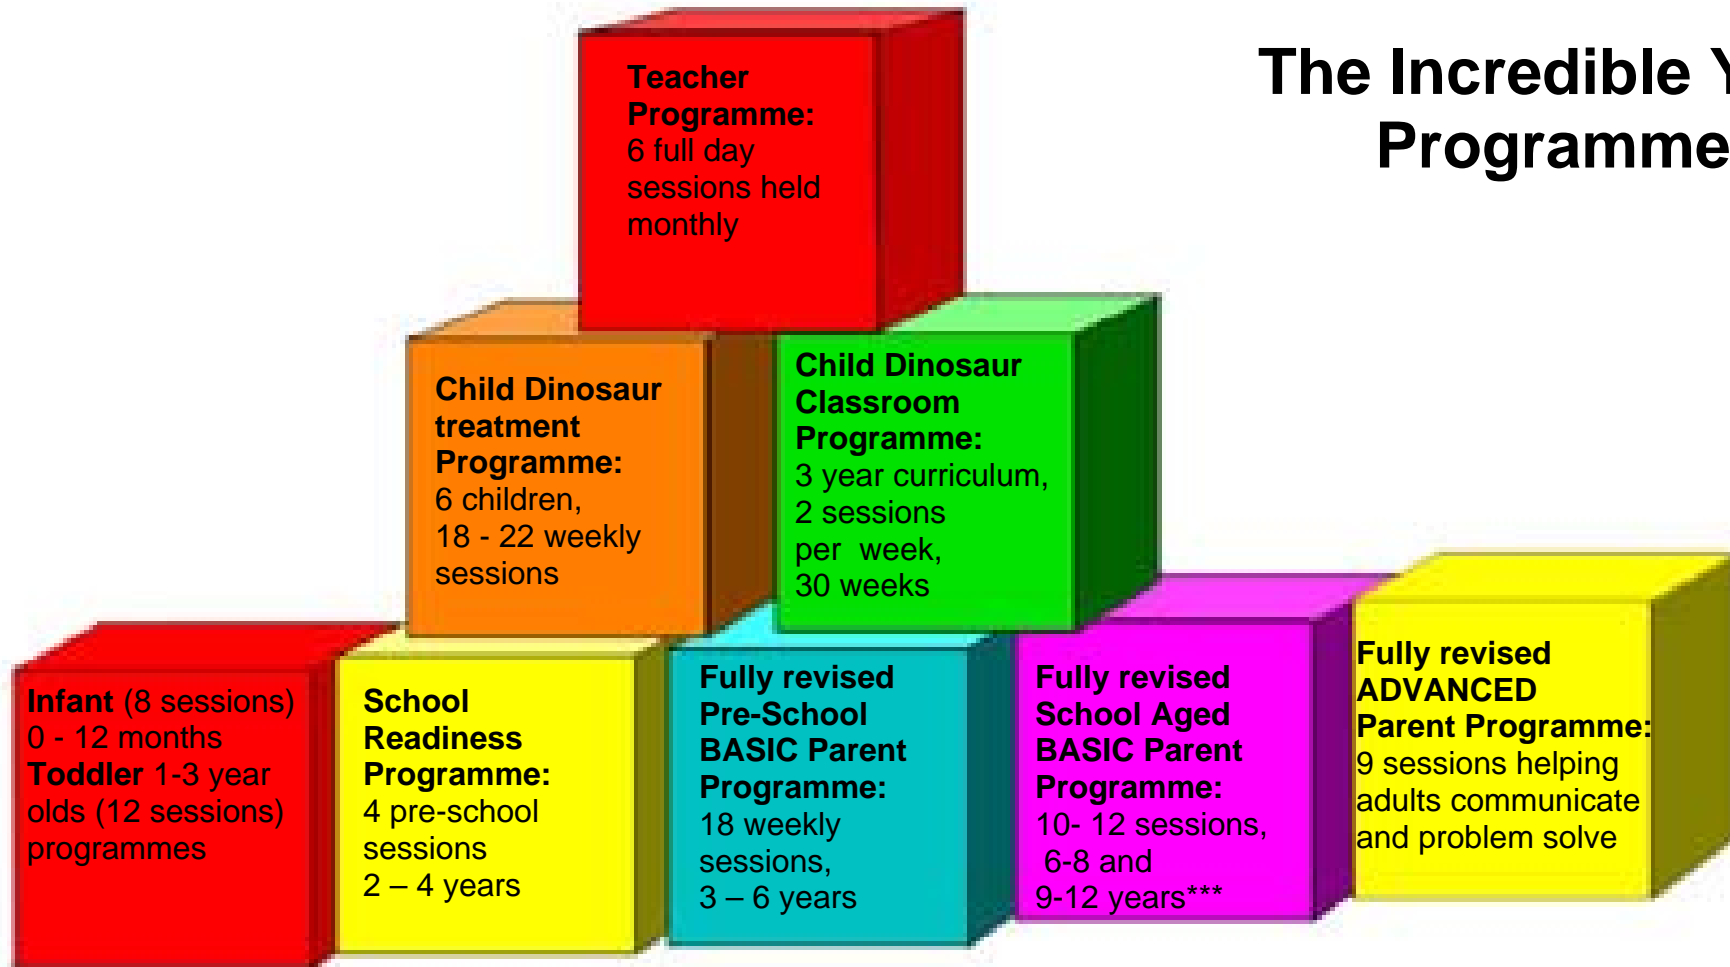 The Incredible Y
Programme
Teacher
Programme:
6 full day
sessions held
monthly
Child Dinosaur
treatment
Programme:
6 children,
18 - 22 weekly
sessions
Child Dinosaur
Classroom
Programme:
3 year curriculum,
2 sessions
per  week,
30 weeks
Infant (8 sessions)
0 - 12 months
Toddler 1-3 year
olds (12 sessions)
programmes
School
Readiness
Programme:
4 pre-school
sessions
2 – 4 years
Fully revised
Pre-School
BASIC Parent
Programme:
18 weekly
sessions,
3 – 6 years
Fully revised
School Aged
BASIC Parent
Programme:
10- 12 sessions,
6-8 and
9-12 years***
Fully revised
ADVANCED
Parent Programme:
9 sessions helping
adults communicate
and problem solve